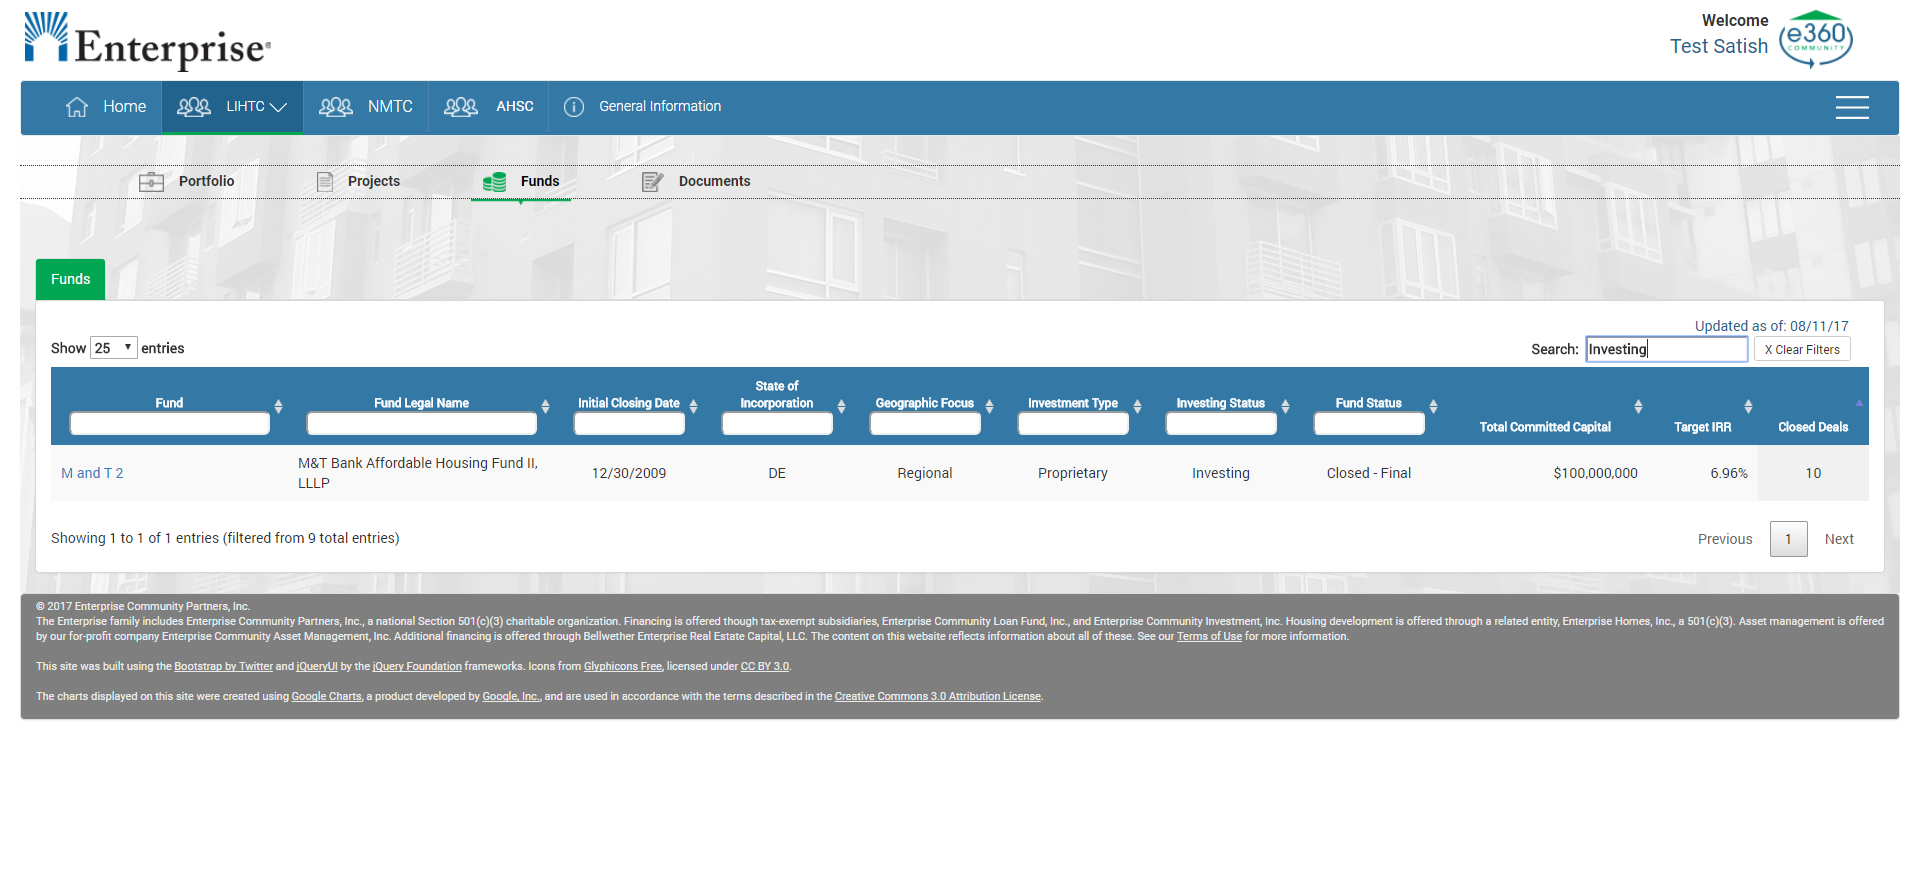 Enterprise®
Welcome
Test Satish
e360
COMMUNITY
Home
LIHTC
NMTC
AHSC
General Information
Portfolio
Projects
Funds
Documents
Funds
Updated as of: 08/11/17
Show 25 entries
Search: Investing
X Clear Filters
Fund
Fund Legal Name
Initial Closing Date
State of
Incorporation
Geographic Focus
Investment Type
Investing Status
Fund Status
Total Committed Capital
Target IRR
Closed Deals
M and T 2
M&T Bank Affordable Housing Fund II,
LLLP
12/30/2009
DE
Regional
Proprietary
Investing
Closed - Final
$100,000,000
6.96%
10
Showing 1 to 1 of 1 entries (filtered from 9 total entries)
Previous
1
Next
© 2017 Enterprise Community Partners, Inc.
The Enterprise family includes Enterprise Community Partners, Inc., a national Section 501(c)(3) charitable organization. Financing is offered though tax-exempt subsidiaries, Enterprise Community Loan Fund, Inc., and Enterprise Community Investment, Inc. Housing development is offered through a related entity, Enterprise Homes, Inc., a 501(c)(3). Asset management is offered
by our for-profit company Enterprise Community Asset Management, Inc. Additional financing is offered through Bellwether Enterprise Real Estate Capital, LLC. The content on this website reflects information about all of these. See our Terms of Use for more information.
This site was built using the Bootstrap by Twitter and jQueryUI by the jQuery Foundation frameworks. Icons from Glyphicons Free, licensed under CC BY 3.0.
The charts displayed on this site were created using Google Charts, a product developed by Google, Inc., and are used in accordance with the terms described in the Creative Commons 3.0 Attribution License.